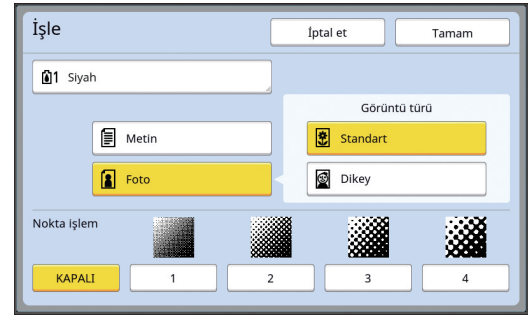 İşle
İptal et
Tamam
1 Siyah
Görüntü türü
Metin
Standart
Foto
Dikey
Nokta işlem
KAPALI
1
2
3
4